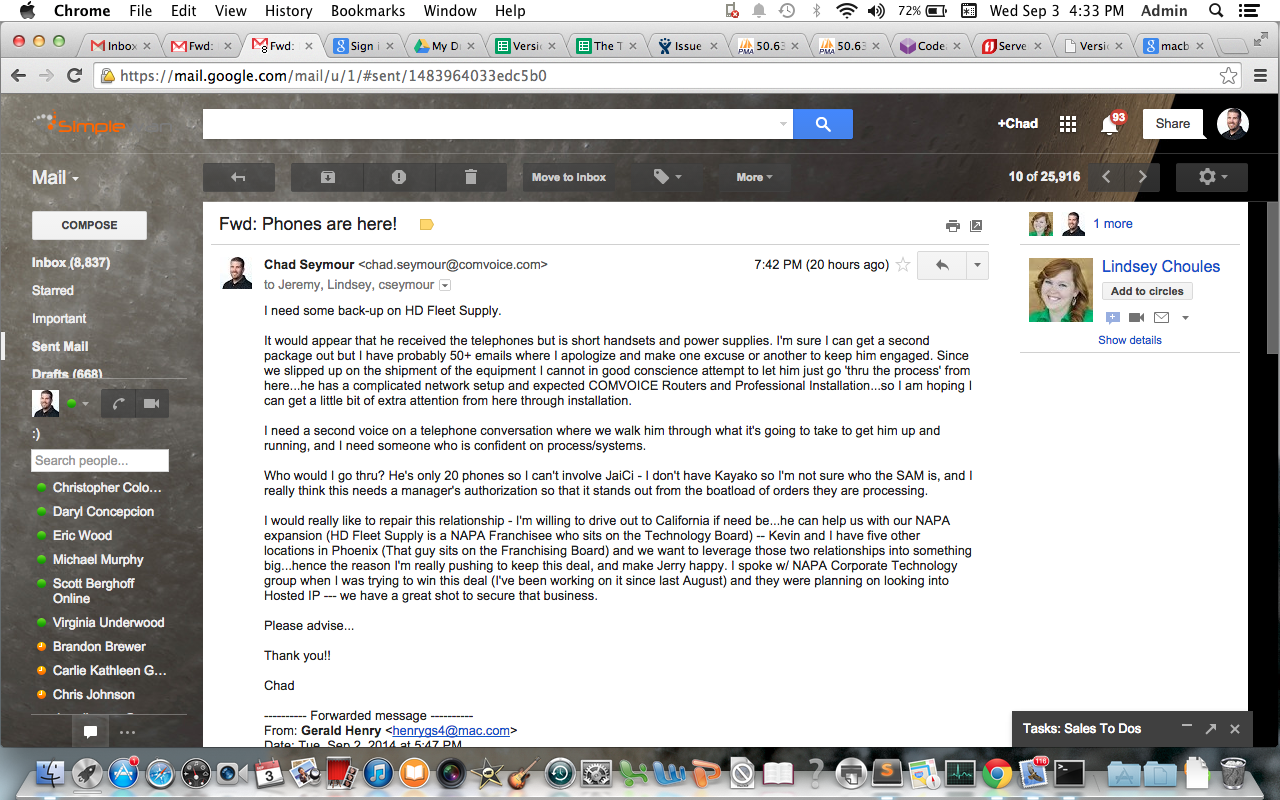 Chrome File Edit View History Bookmarks Window Help
72% Wed Sep 3 4:33 PM Admin
Inbox
Fwd:
Fwd:
Sign i
My D
Versic
The T
Issue
50.63
50.63
Code
Serve
Versic
macb
https://mail.google.com/mail/u/1/#sent/1483964033edc5b0
Simple
+Chad
93
Share
Mail
Move to Inbox
More
10 of 25,916
COMPOSE
Inbox (8,837)
Starred
Important
Sent Mail
Drafts (668)
:)
Search people...
Christopher Colo...
Daryl Concepcion
Eric Wood
Michael Murphy
Scott Berghoff
Online
Virginia Underwood
Brandon Brewer
Carlie Kathleen G...
Chris Johnson
Fwd: Phones are here!
Chad Seymour <chad.seymour@comvoice.com>
7:42 PM (20 hours ago)
to Jeremy, Lindsey, cseymour
I need some back-up on HD Fleet Supply.
It would appear that he received the telephones but is short handsets and power supplies. I'm sure I can get a second
package out but I have probably 50+ emails where I apologize and make one excuse or another to keep him engaged. Since
we slipped up on the shipment of the equipment I cannot in good conscience attempt to let him just go 'thru the process' from
here...he has a complicated network setup and expected COMVOICE Routers and Professional Installation...so I am hoping I
can get a little bit of extra attention from here through installation.
I need a second voice on a telephone conversation where we walk him through what it's going to take to get him up and
running, and I need someone who is confident on process/systems.
Who would I go thru? He's only 20 phones so I can't involve JaiCi - I don't have Kayako so I'm not sure who the SAM is, and I
really think this needs a manager's authorization so that it stands out from the boatload of orders they are processing.
I would really like to repair this relationship - I'm willing to drive out to California if need be...he can help us with our NAPA
expansion (HD Fleet Supply is a NAPA Franchisee who sits on the Technology Board) -- Kevin and I have five other
locations in Phoenix (That guy sits on the Franchising Board) and we want to leverage those two relationships into something
big...hence the reason I'm really pushing to keep this deal, and make Jerry happy. I spoke w/ NAPA Corporate Technology
group when I was trying to win this deal (I've been working on it since last August) and they were planning on looking into
Hosted IP --- we have a great shot to secure that business.
Please advise...
Thank you!!
Chad
---------- Forwarded message ----------
From: Gerald Henry <henrygs4@mac.com>
Date: Tue, Sep 2, 2014 at 5:47 PM
1 more
Lindsey Choules
Add to circles
Show details
Tasks: Sales To Dos
1
3
118